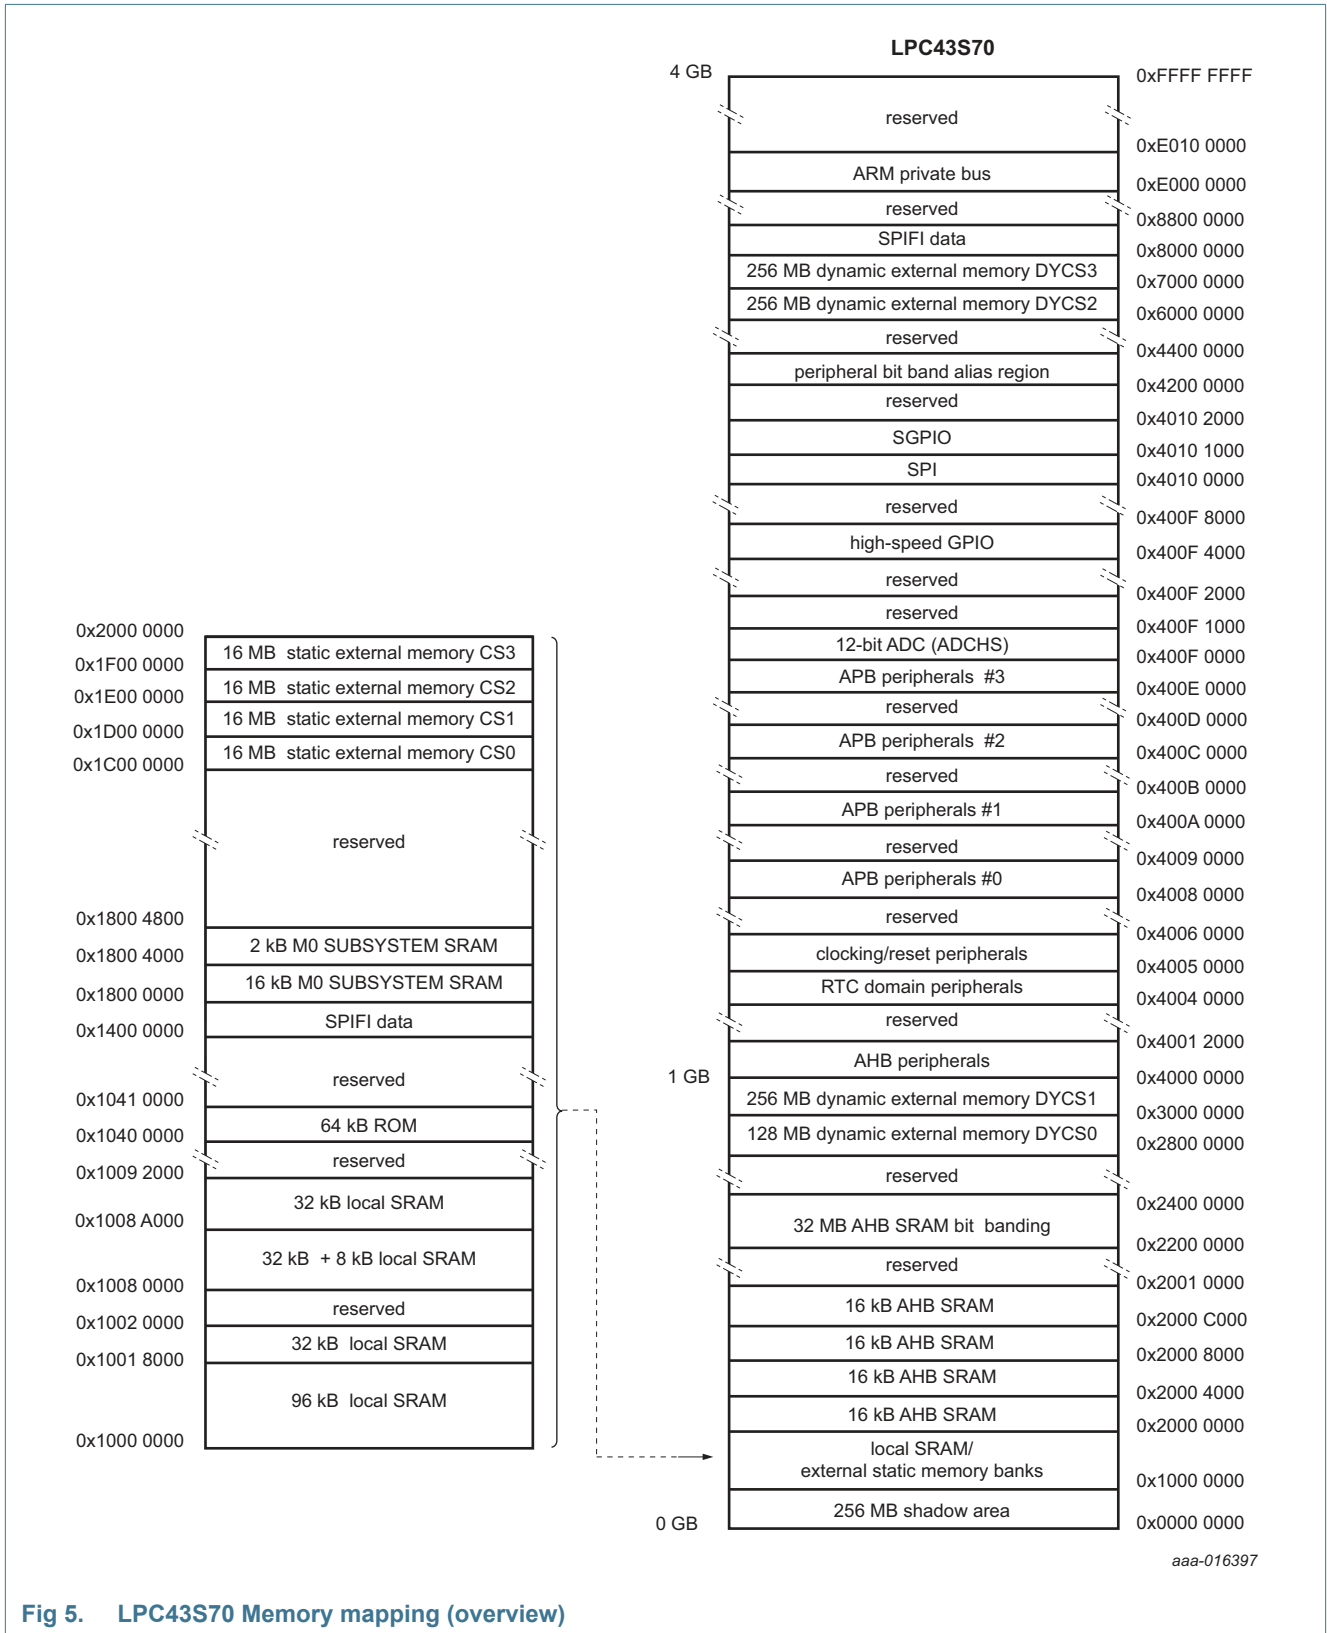 LPC43S70
4 GB
0xFFFF FFFF
reserved
0xE010 0000
ARM private bus
0xE000 0000
reserved
0x8800 0000
SPIFI data
0x8000 0000
256 MB dynamic external memory DYCS3
0x7000 0000
256 MB dynamic external memory DYCS2
0x6000 0000
reserved
0x4400 0000
peripheral bit band alias region
0x4200 0000
reserved
0x4010 2000
SGPIO
0x4010 1000
SPI
0x4010 0000
reserved
0x400F 8000
high-speed GPIO
0x400F 4000
reserved
0x400F 2000
reserved
0x400F 1000
12-bit ADC (ADCHS)
0x400F 0000
APB peripherals #3
0x400E 0000
reserved
0x400D 0000
APB peripherals #2
0x400C 0000
reserved
0x400B 0000
APB peripherals #1
0x400A 0000
reserved
0x4009 0000
APB peripherals #0
0x4008 0000
reserved
0x4006 0000
clocking/reset peripherals
0x4005 0000
RTC domain peripherals
0x4004 0000
reserved
0x4001 2000
AHB peripherals
1 GB
0x4000 0000
256 MB dynamic external memory DYCS1
0x3000 0000
128 MB dynamic external memory DYCS0
0x2800 0000
reserved
0x2400 0000
32 MB AHB SRAM bit banding
0x2200 0000
reserved
0x2001 0000
16 kB AHB SRAM
0x2000 C000
16 kB AHB SRAM
0x2000 8000
16 kB AHB SRAM
0x2000 4000
16 kB AHB SRAM
0x2000 0000
local SRAM/
external static memory banks
0x1000 0000
256 MB shadow area
0 GB
0x0000 0000
0x2000 0000
16 MB static external memory CS3
0x1F00 0000
16 MB static external memory CS2
0x1E00 0000
16 MB static external memory CS1
0x1D00 0000
16 MB static external memory CS0
0x1C00 0000
reserved
0x1800 4800
2 kB M0 SUBSYSTEM SRAM
0x1800 4000
16 kB M0 SUBSYSTEM SRAM
0x1800 0000
SPIFI data
0x1400 0000
reserved
0x1041 0000
64 kB ROM
0x1040 0000
reserved
0x1009 2000
32 kB local SRAM
0x1008 A000
32 kB + 8 kB local SRAM
0x1008 0000
reserved
0x1002 0000
32 kB local SRAM
0x1001 8000
96 kB local SRAM
0x1000 0000
aaa-016397
Fig 5. LPC43S70 Memory mapping (overview)